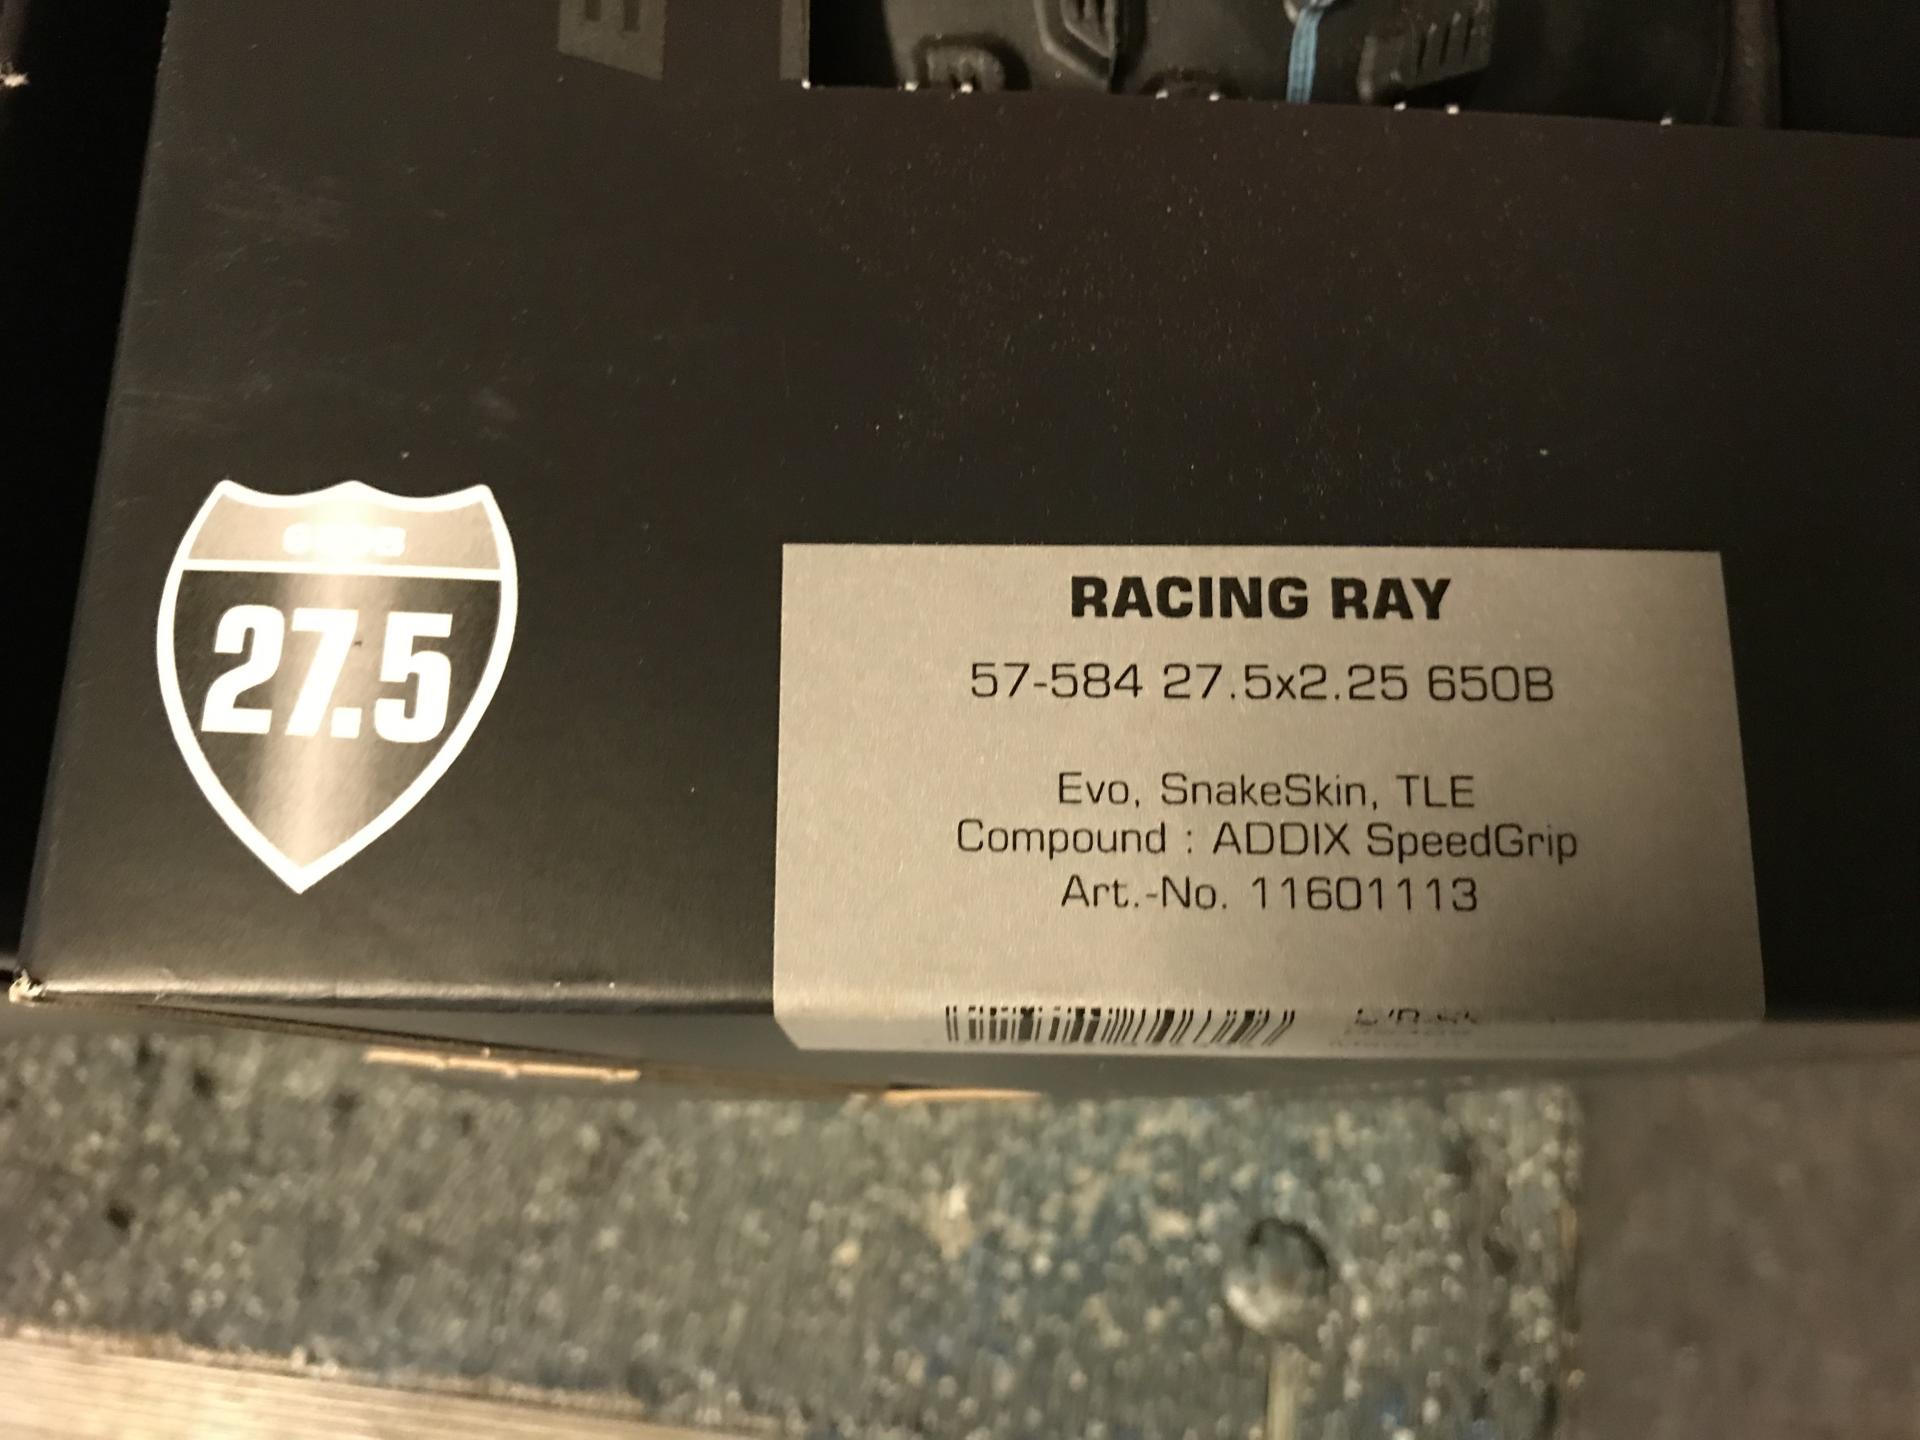 27.5
RACING RAY
57-584 27.5x2.25 650B
Evo, SnakeSkin, TLE
Compound : ADDIX SpeedGrip
Art.-No. 11601113